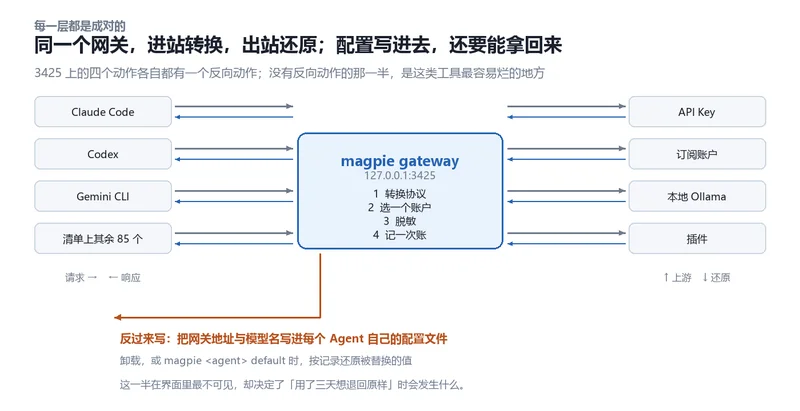 每一层都是成对的
同一个网关，进站转换，出站还原；配置写进去，还要能拿回来
3425 上的四个动作各自都有一个反向动作；没有反向动作的那一半，是这类工具最容易烂的地方
Claude Code
Codex
Gemini CLI
清单上其余 85 个
请求 → ← 响应
magpie gateway
127.0.0.1:3425
1 转换协议
2 选一个账户
3 脱敏
4 记一次账
API Key
订阅账户
本地 Ollama
插件
↑上游 ↓还原
反过来写：把网关地址与模型名写进每个 Agent 自己的配置文件
卸载，或 magpie <agent> default 时，按记录还原被替换的值
这一半在界面里最不可见，却决定了「用了三天想退回原样」时会发生什么。